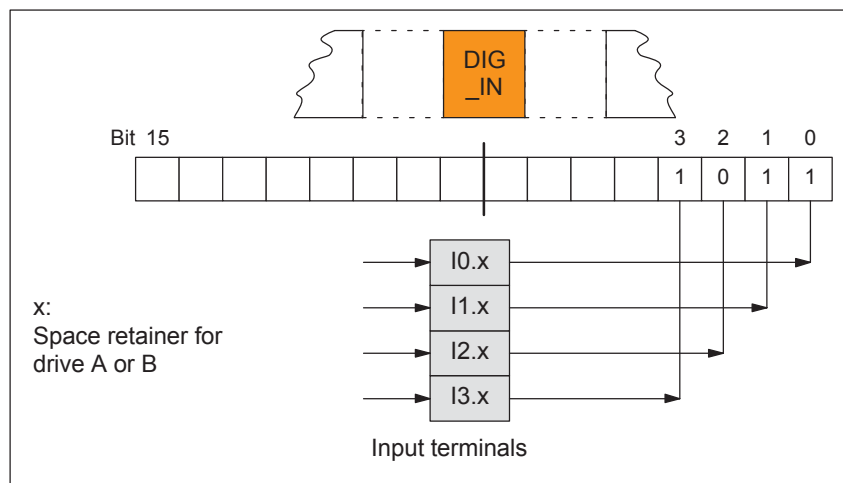 DIG
_IN
Bit 15 3 2 1 0
1 0 1 1
I0.x
I1.x
I2.x
I3.x
x:
Space retainer for
drive A or B
Input terminals